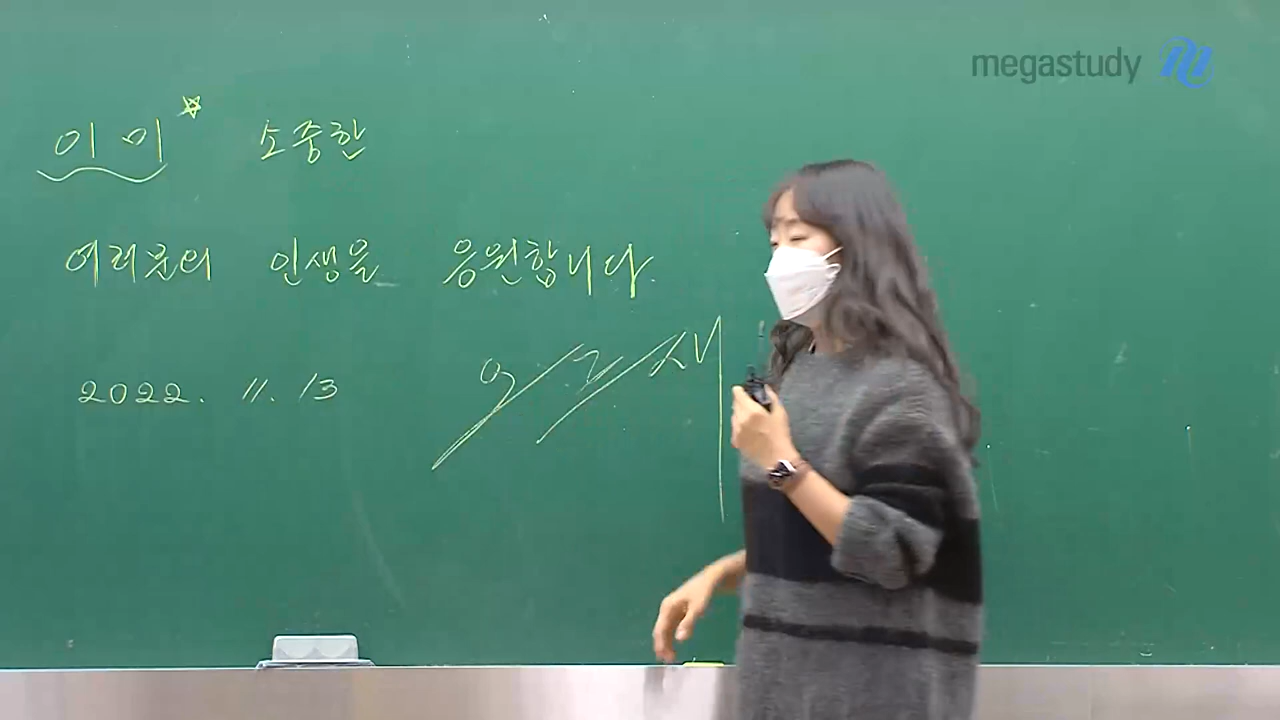 megastudy
이미 소중한
여러분의 인생을 응원합니다
2022. 11. 13